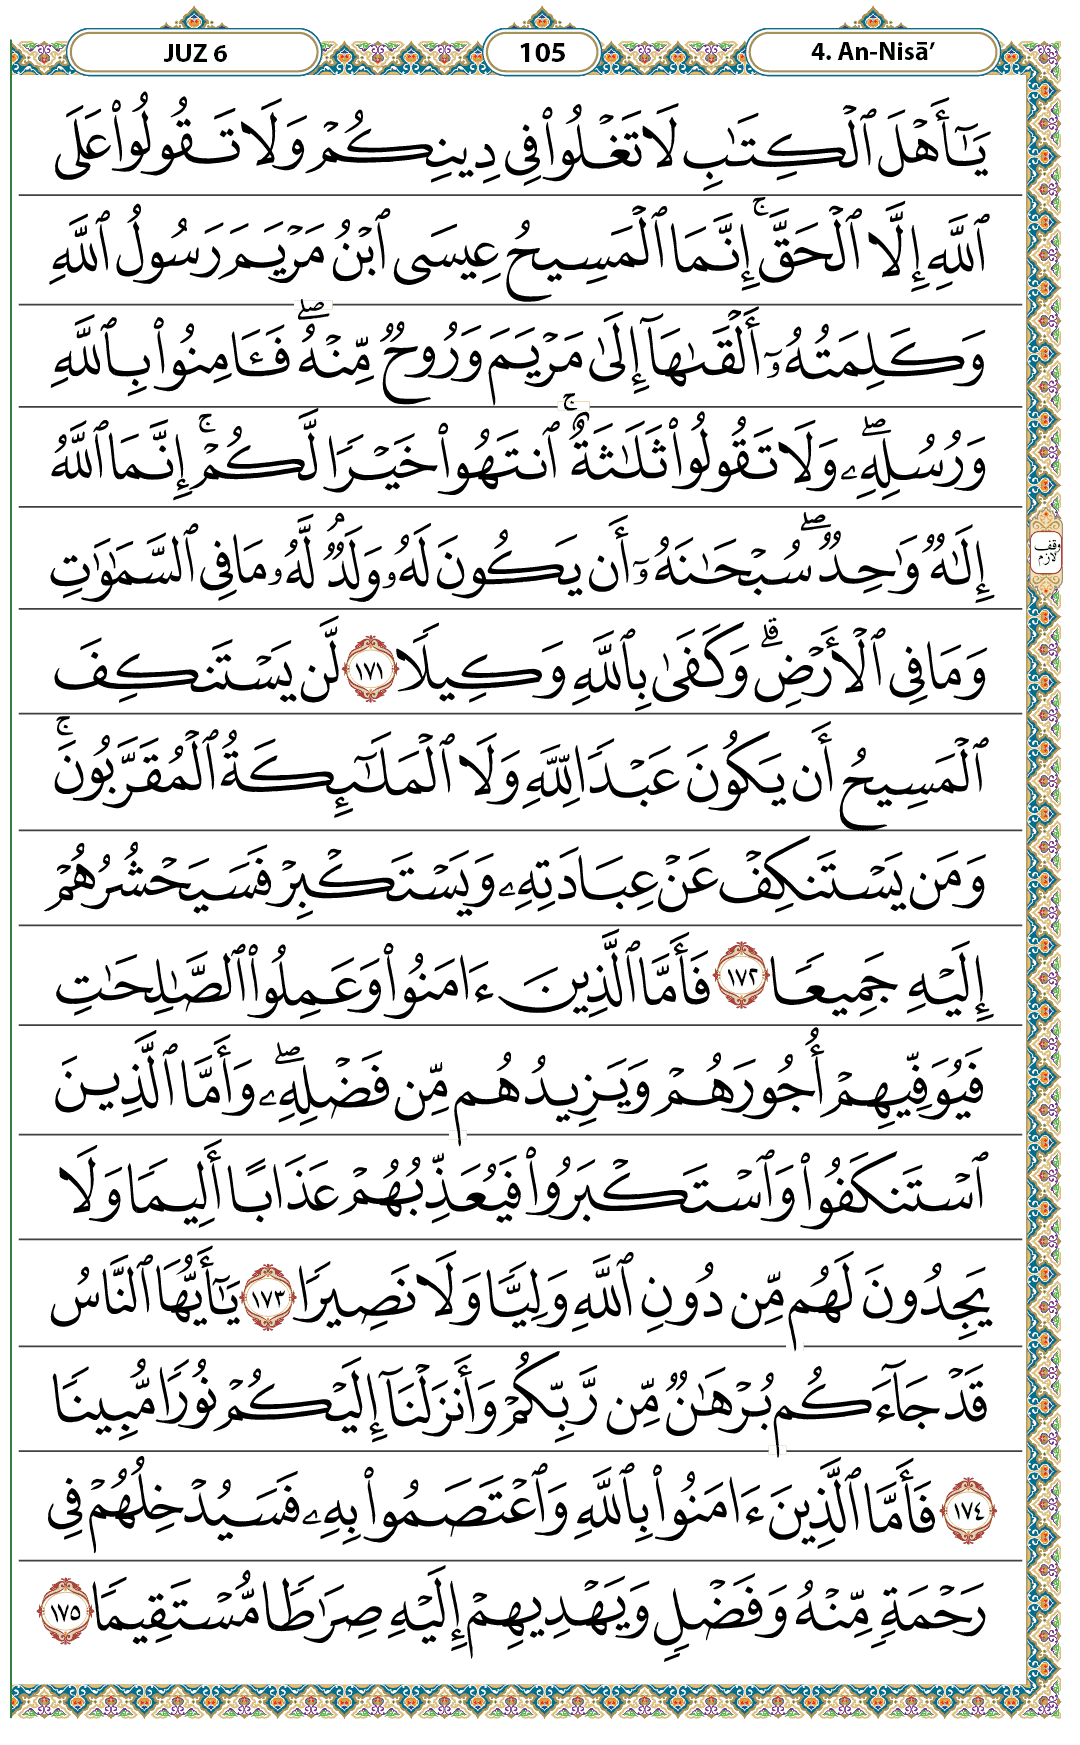 JUZ 6
105
4. An-Nisā’
يَـٰٓأَهْلَ ٱلْكِتَـٰبِ لَا تَغْلُوا۟ فِى دِينِكُمْ وَلَا تَقُولُوا۟ عَلَى
ٱللَّهِ إِلَّا ٱلْحَقَّ ۚ إِنَّمَا ٱلْمَسِيحُ عِيسَى ٱبْنُ مَرْيَمَ رَسُولُ ٱللَّهِ
وَكَلِمَتُهُۥٓ أَلْقَىٰهَآ إِلَىٰ مَرْيَمَ وَرُوحٌ مِّنْهُ ۖ فَـَٔامِنُوا۟ بِٱللَّهِ
وَرُسُلِهِۦ ۖ وَلَا تَقُولُوا۟ ثَلَـٰثَةٌ ۚ ٱنتَهُوا۟ خَيْرًا لَّكُمْ ۚ إِنَّمَا ٱللَّهُ
إِلَـٰهٌ وَٰحِدٌ ۖ سُبْحَـٰنَهُۥٓ أَن يَكُونَ لَهُۥ وَلَدٌ ۘ لَّهُۥ مَا فِى ٱلسَّمَـٰوَٰتِ
وقف لازم
وَمَا فِى ٱلْأَرْضِ ۗ وَكَفَىٰ بِٱللَّهِ وَكِيلًا ١٧١ لَّن يَسْتَنكِفَ
ٱلْمَسِيحُ أَن يَكُونَ عَبْدًا لِّلَّهِ وَلَا ٱلْمَلَـٰٓئِكَةُ ٱلْمُقَرَّبُونَ ۚ
وَمَن يَسْتَنكِفْ عَنْ عِبَادَتِهِۦ وَيَسْتَكْبِرْ فَسَيَحْشُرُهُمْ
إِلَيْهِ جَمِيعًا ١٧٢ فَأَمَّا ٱلَّذِينَ ءَامَنُوا۟ وَعَمِلُوا۟ ٱلصَّـٰلِحَـٰتِ
فَيُوَفِّيهِمْ أُجُورَهُمْ وَيَزِيدُهُم مِّن فَضْلِهِۦ ۖ وَأَمَّا ٱلَّذِينَ
ٱسْتَنكَفُوا۟ وَٱسْتَكْبَرُوا۟ فَيُعَذِّبُهُمْ عَذَابًا أَلِيمًا وَلَا
يَجِدُونَ لَهُم مِّن دُونِ ٱللَّهِ وَلِيًّا وَلَا نَصِيرًا ١٧٣ يَـٰٓأَيُّهَا ٱلنَّاسُ
قَدْ جَآءَكُم بُرْهَـٰنٌ مِّن رَّبِّكُمْ وَأَنزَلْنَآ إِلَيْكُمْ نُورًا مُّبِينًا
١٧٤ فَأَمَّا ٱلَّذِينَ ءَامَنُوا۟ بِٱللَّهِ وَٱعْتَصَمُوا۟ بِهِۦ فَسَيُدْخِلُهُمْ فِى
رَحْمَةٍ مِّنْهُ وَفَضْلٍ وَيَهْدِيهِمْ إِلَيْهِ صِرَٰطًا مُّسْتَقِيمًا ١٧٥